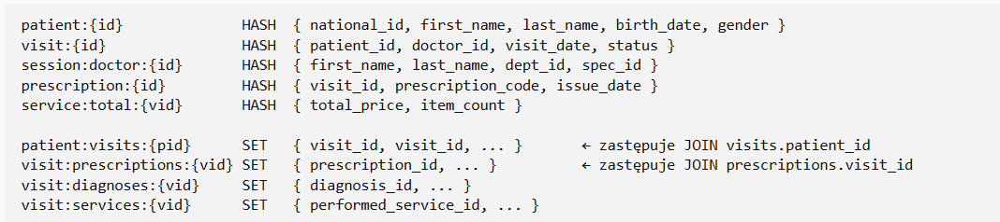 patient:{id} HASH { national_id, first_name, last_name, birth_date, gender }
visit:{id} HASH { patient_id, doctor_id, visit_date, status }
session:doctor:{id} HASH { first_name, last_name, dept_id, spec_id }
prescription:{id} HASH { visit_id, prescription_code, issue_date }
service:total:{vid} HASH { total_price, item_count }
patient:visits:{pid} SET { visit_id, visit_id, ... } ← zastępuje JOIN visits.patient_id
visit:prescriptions:{vid} SET { prescription_id, ... } ← zastępuje JOIN prescriptions.visit_id
visit:diagnoses:{vid} SET { diagnosis_id, ... }
visit:services:{vid} SET { performed_service_id, ... }